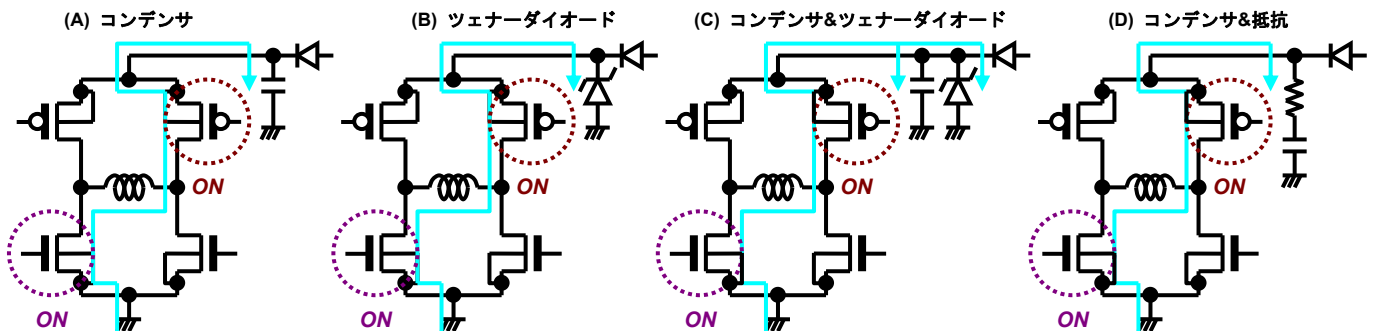 (A) コンデンサ
(B) ツェナーダイオード
(C) コンデンサ&ツェナーダイオード
(D) コンデンサ&抵抗
ON
ON
ON
ON
ON
ON
ON
ON